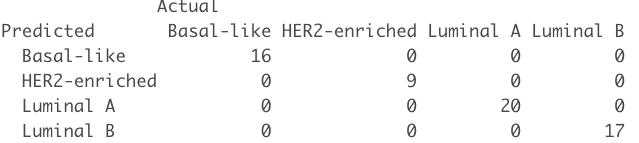 Actual
Predicted Basal-like HER2-enriched Luminal A Luminal B
Basal-like 16 0 0 0
HER2-enriched 0 9 0 0
Luminal A 0 0 20 0
Luminal B 0 0 0 17